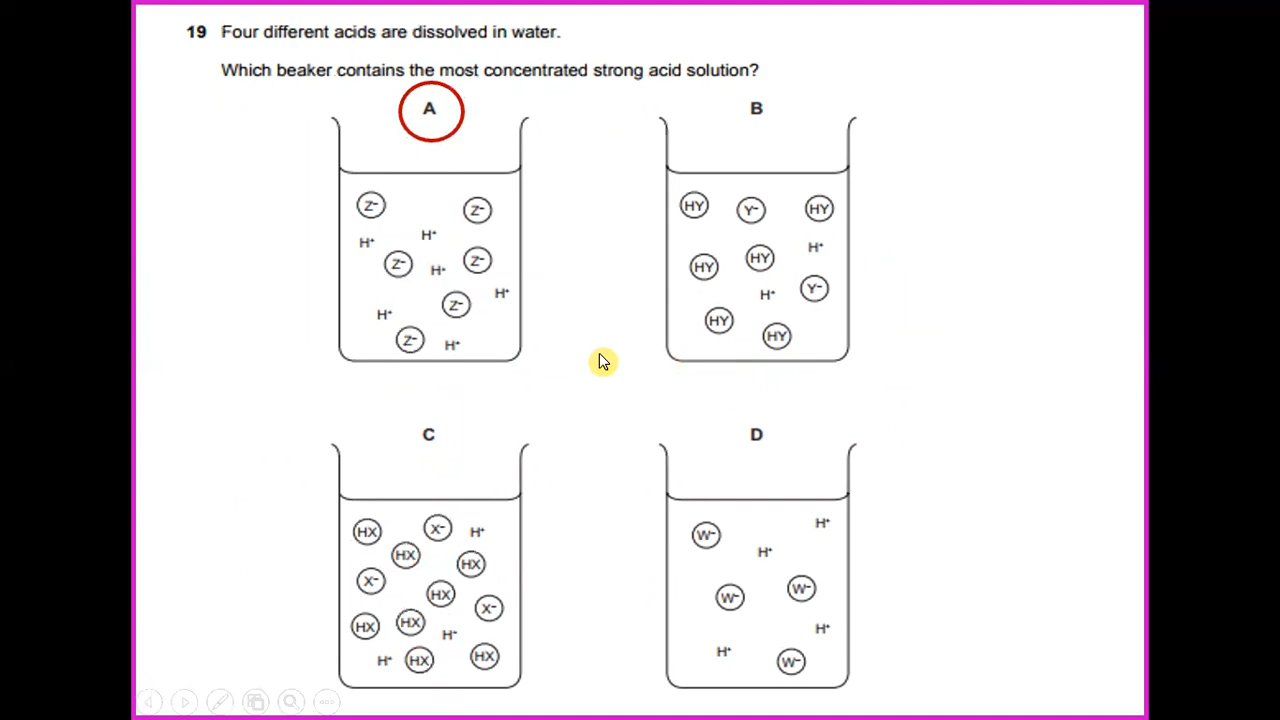 19 Four different acids are dissolved in water.
Which beaker contains the most concentrated strong acid solution?
A
Z⁻
Z⁻
H⁺
H⁺
Z⁻
Z⁻
H⁺
H⁺
Z⁻
H⁺
Z⁻
H⁺
B
HY
Y⁻
HY
H⁺
HY
HY
H⁺
Y⁻
HY
HY
C
HX
X⁻
H⁺
HX
HX
X⁻
HX
X⁻
HX
HX
H⁺
H⁺
HX
HX
D
H⁺
W⁻
H⁺
W⁻
W⁻
H⁺
H⁺
W⁻